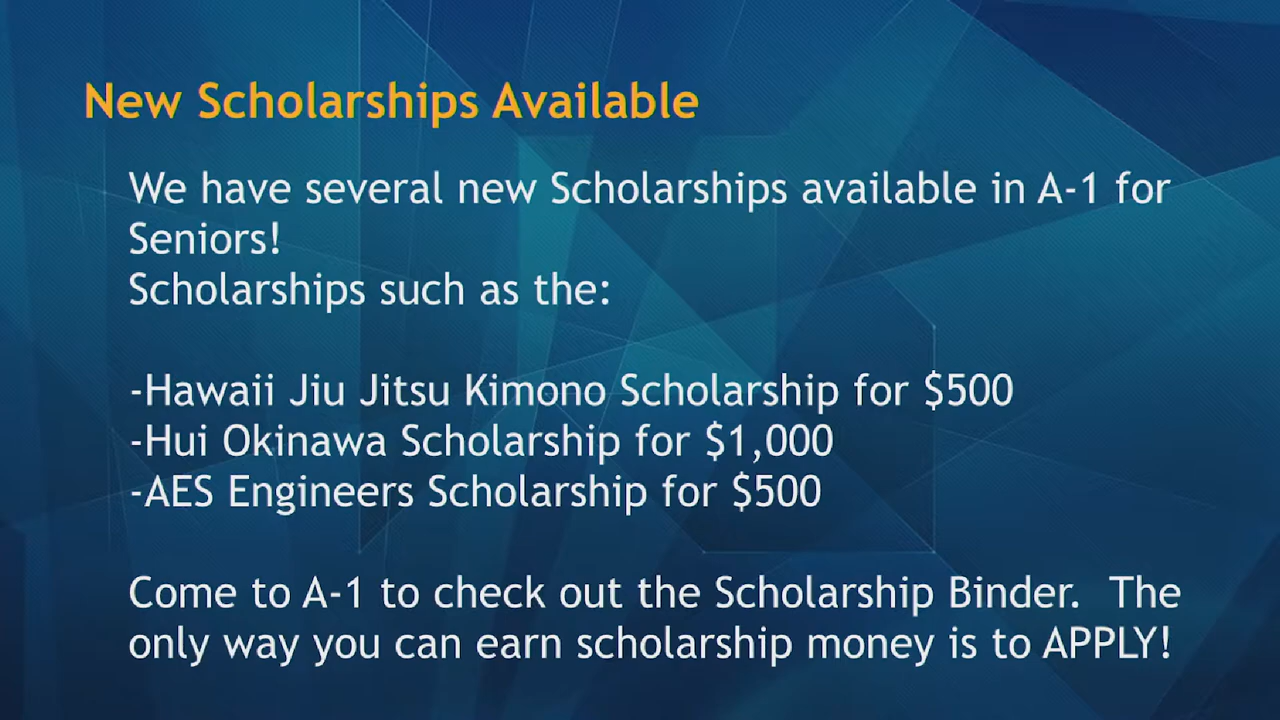 New Scholarships Available
We have several new Scholarships available in A-1 for
Seniors!
Scholarships such as the:
-Hawaii Jiu Jitsu Kimono Scholarship for $500
-Hui Okinawa Scholarship for $1,000
-AES Engineers Scholarship for $500
Come to A-1 to check out the Scholarship Binder.  The
only way you can earn scholarship money is to APPLY!